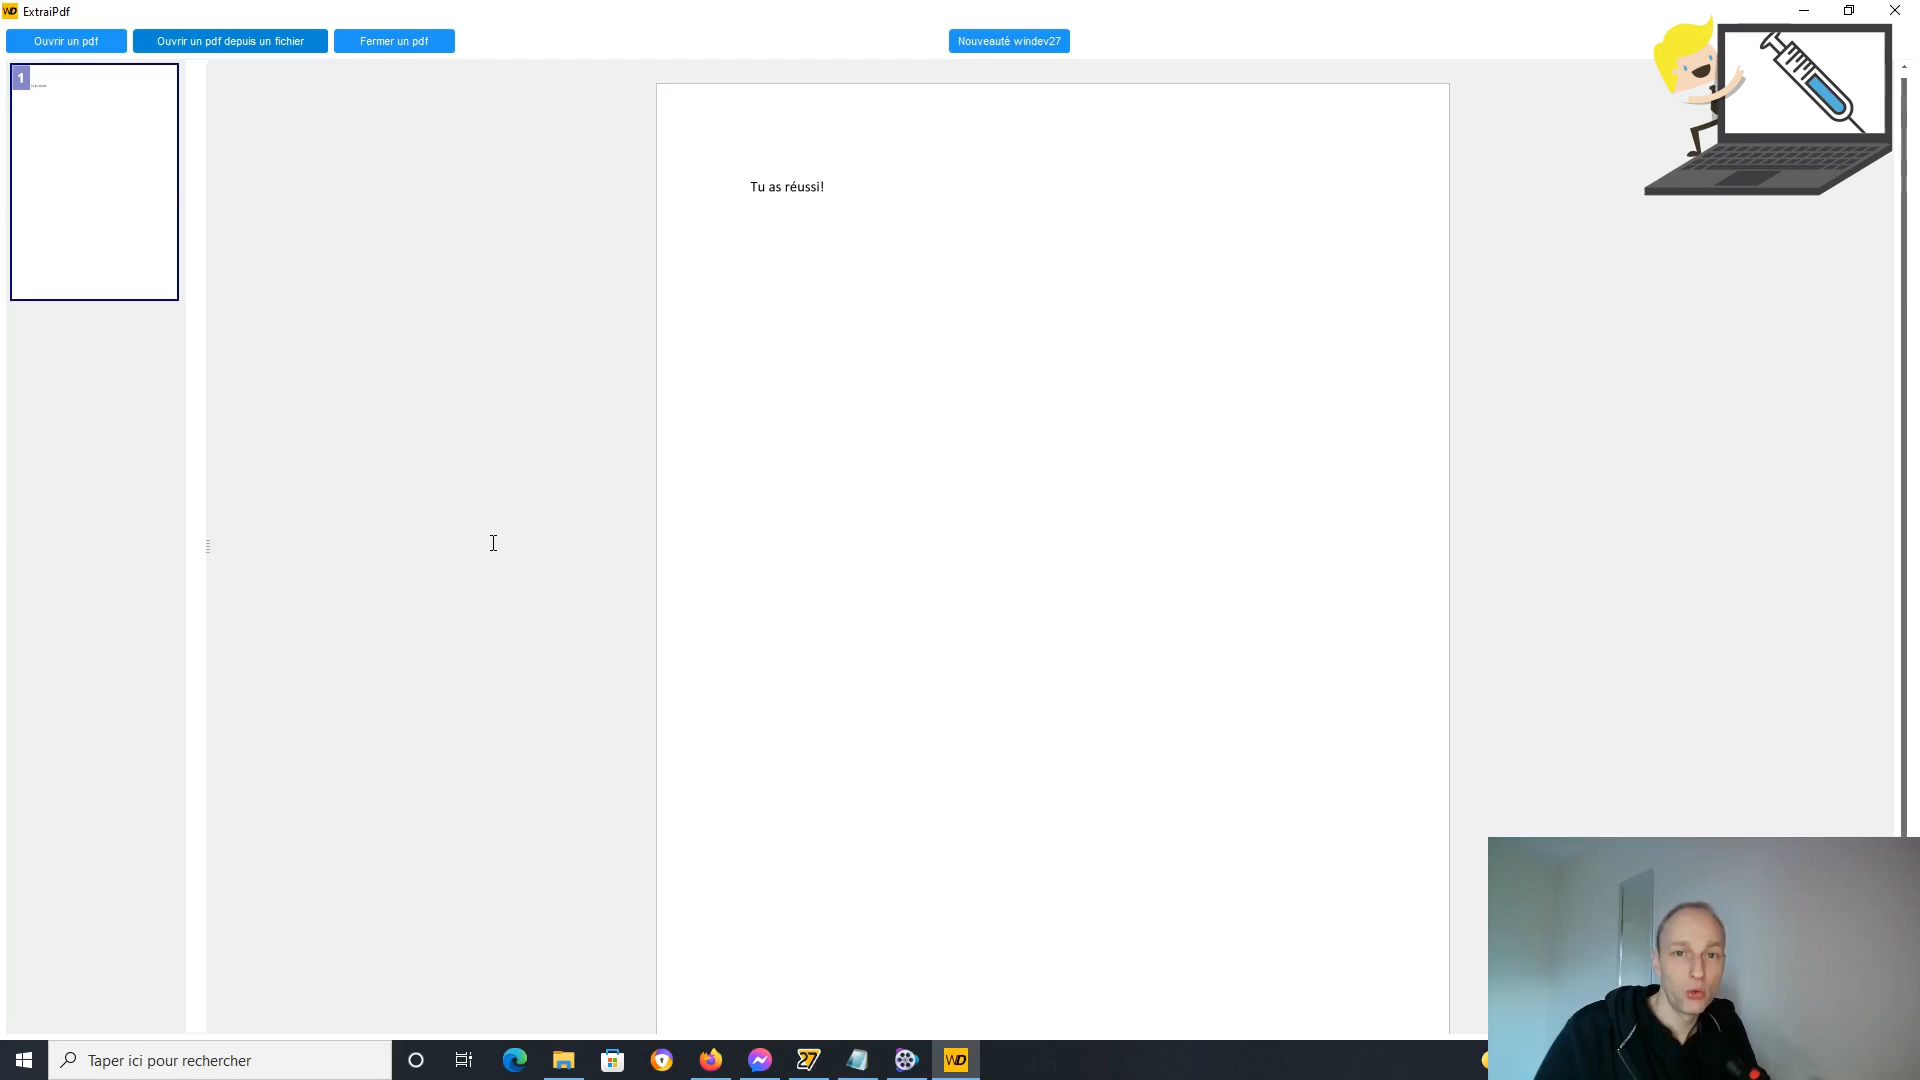 WD ExtraiPdf
Ouvrir un pdf
Ouvrir un pdf depuis un fichier
Fermer un pdf
Nouveauté windev27
1
Tu as réussi!
Taper ici pour rechercher
27
WD